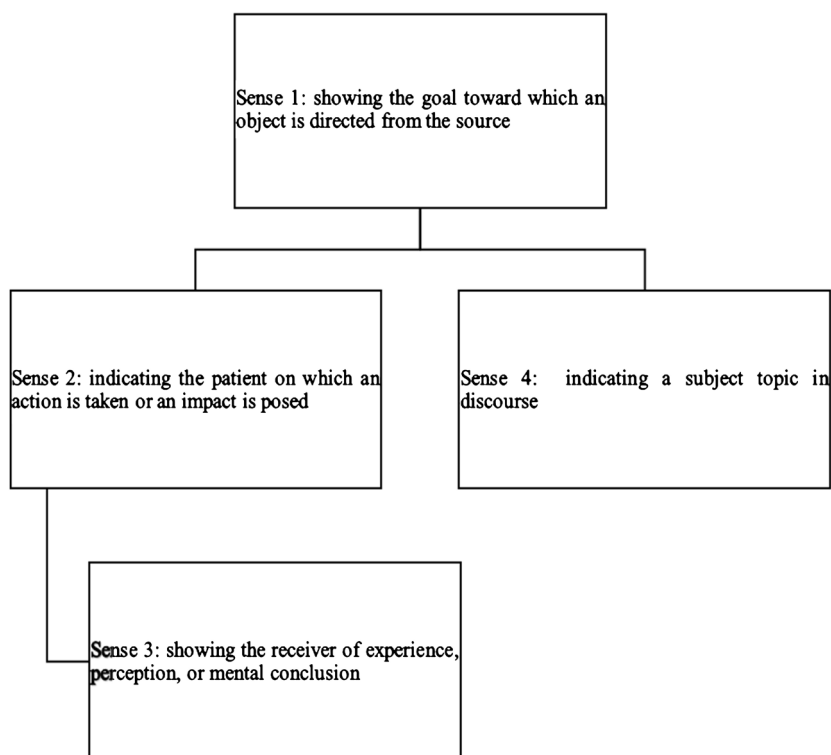 Sense 1: showing the goal toward which an
object is directed from the source
Sense 2: indicating the patient on which an
action is taken or an impact is posed
Sense 4: indicating a subject topic in
discourse
Sense 3: showing the receiver of experience,
perception, or mental conclusion